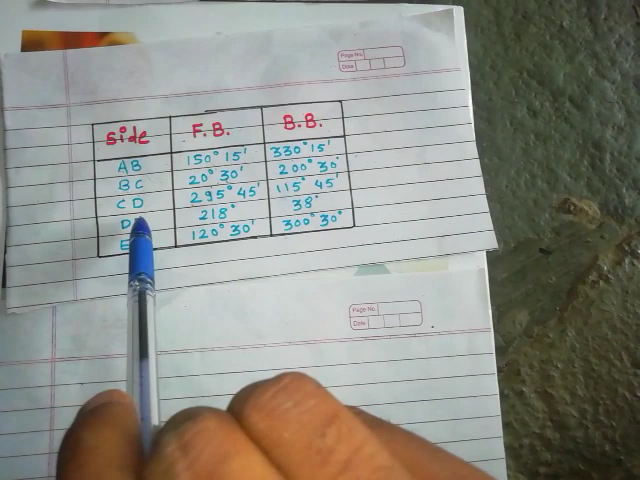 Page No.
Date
Side F.B. B.B.
AB 150° 15' 330° 15'
BC 20° 30' 200° 30'
CD 295° 45' 115° 45'
218° 38°
120° 30' 300° 30°
Page No.
Date